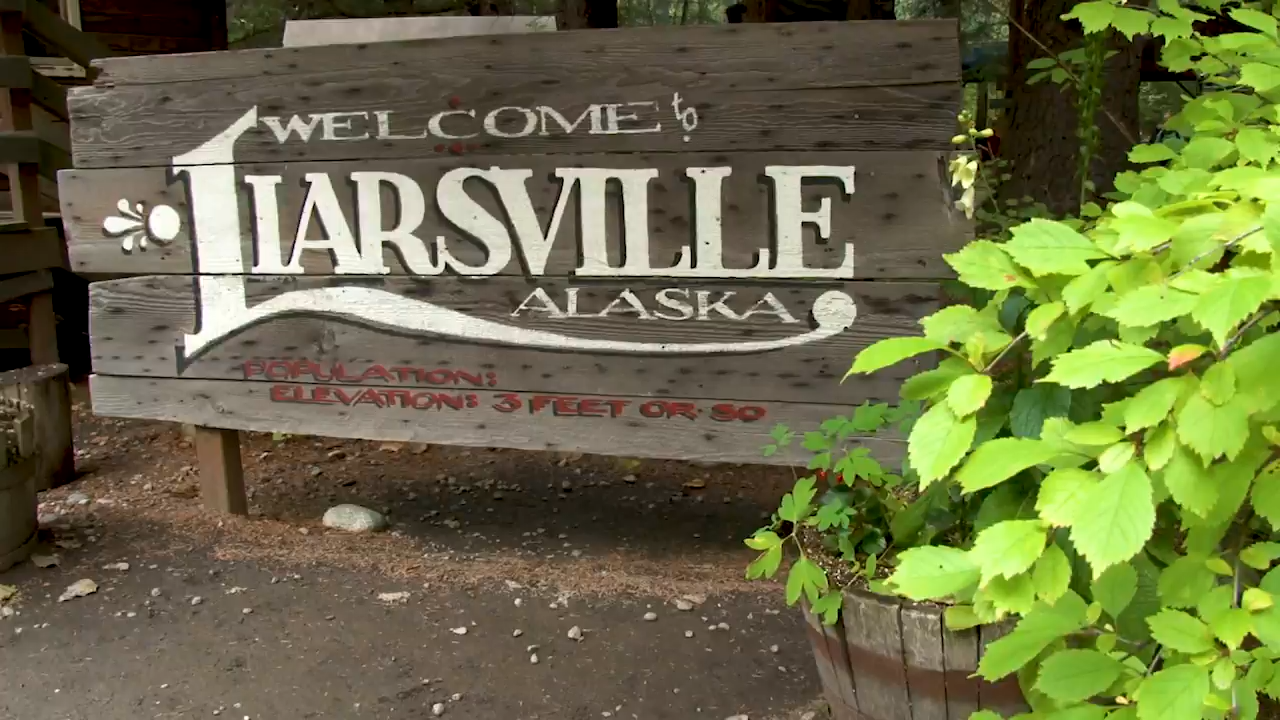 WELCOME to
LIARSVILLE
ALASKA
POPULATION:
ELEVATION: 3 FEET OR SO